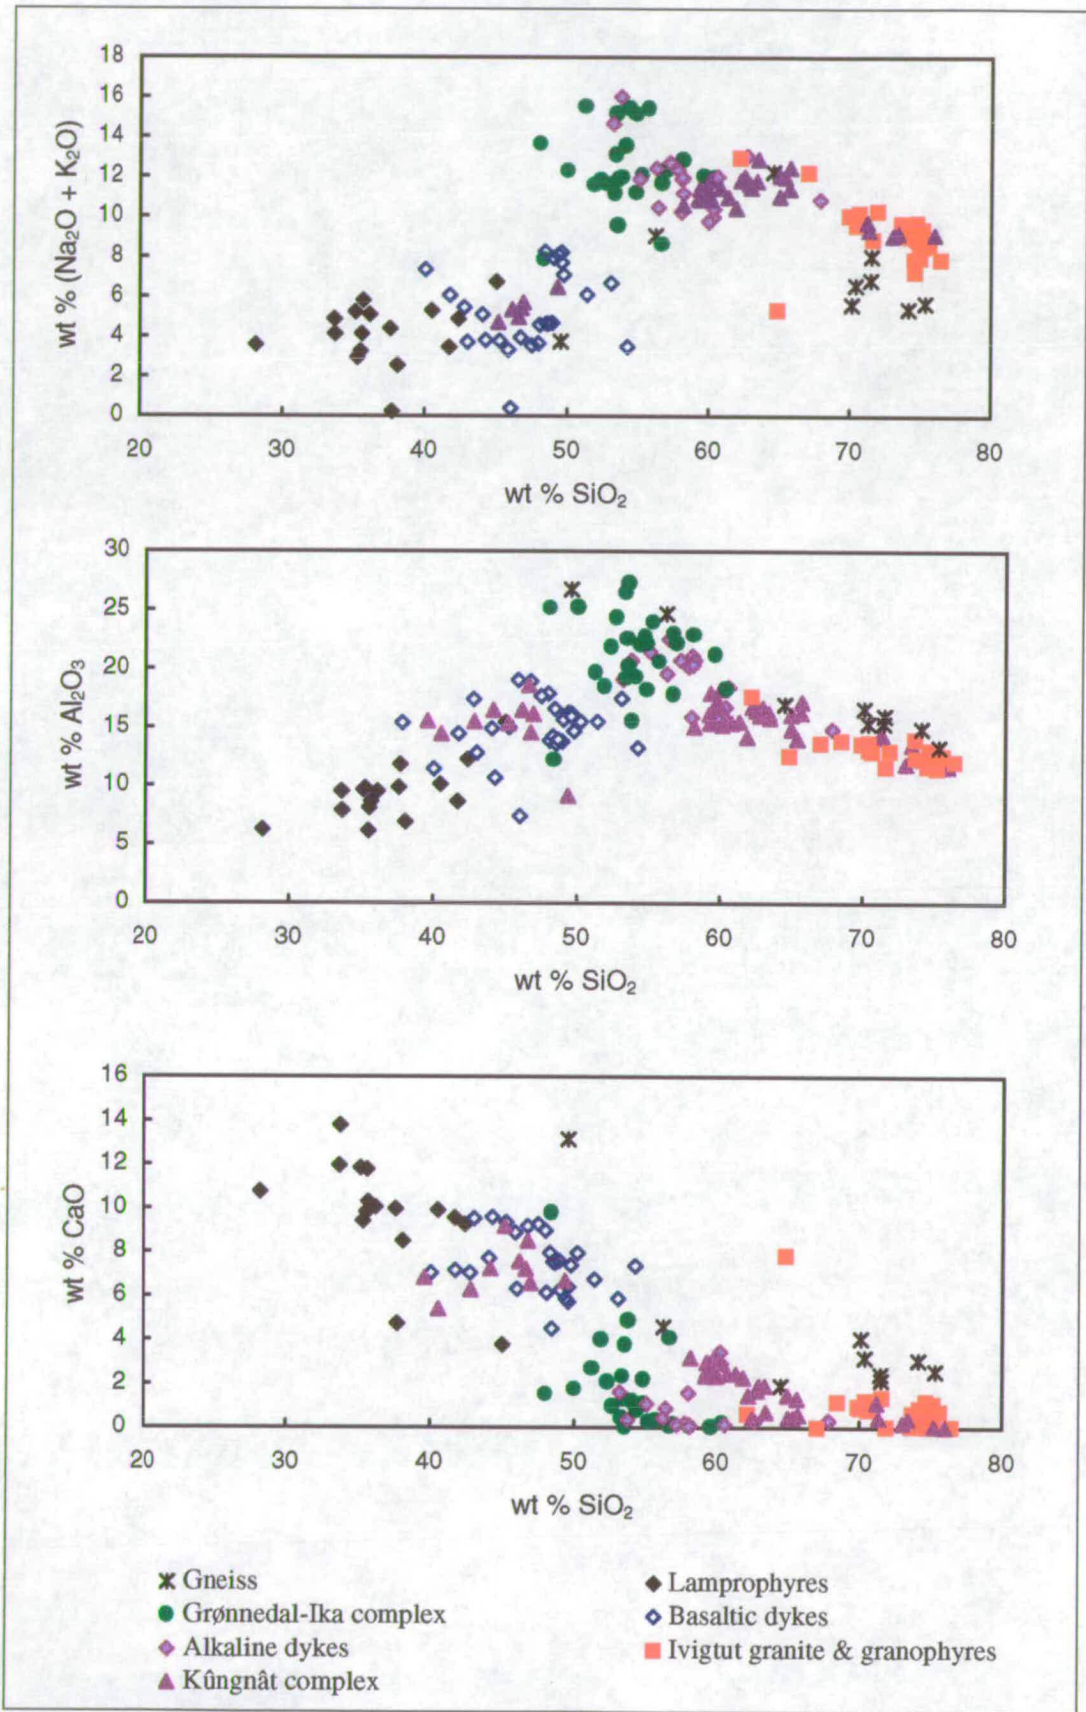 18
16
14
12
10
8
6
4
2
0
wt % (Na₂O + K₂O)
20 30 40 50 60 70 80
wt % SiO₂
30
25
20
15
10
5
0
wt % Al₂O₃
20 30 40 50 60 70 80
wt % SiO₂
16
14
12
10
8
6
4
2
0
wt % CaO
20 30 40 50 60 70 80
wt % SiO₂
Gneiss
Grønnedal-Ika complex
Alkaline dykes
Kûngnât complex
Lamprophyres
Basaltic dykes
Ivigtut granite & granophyres